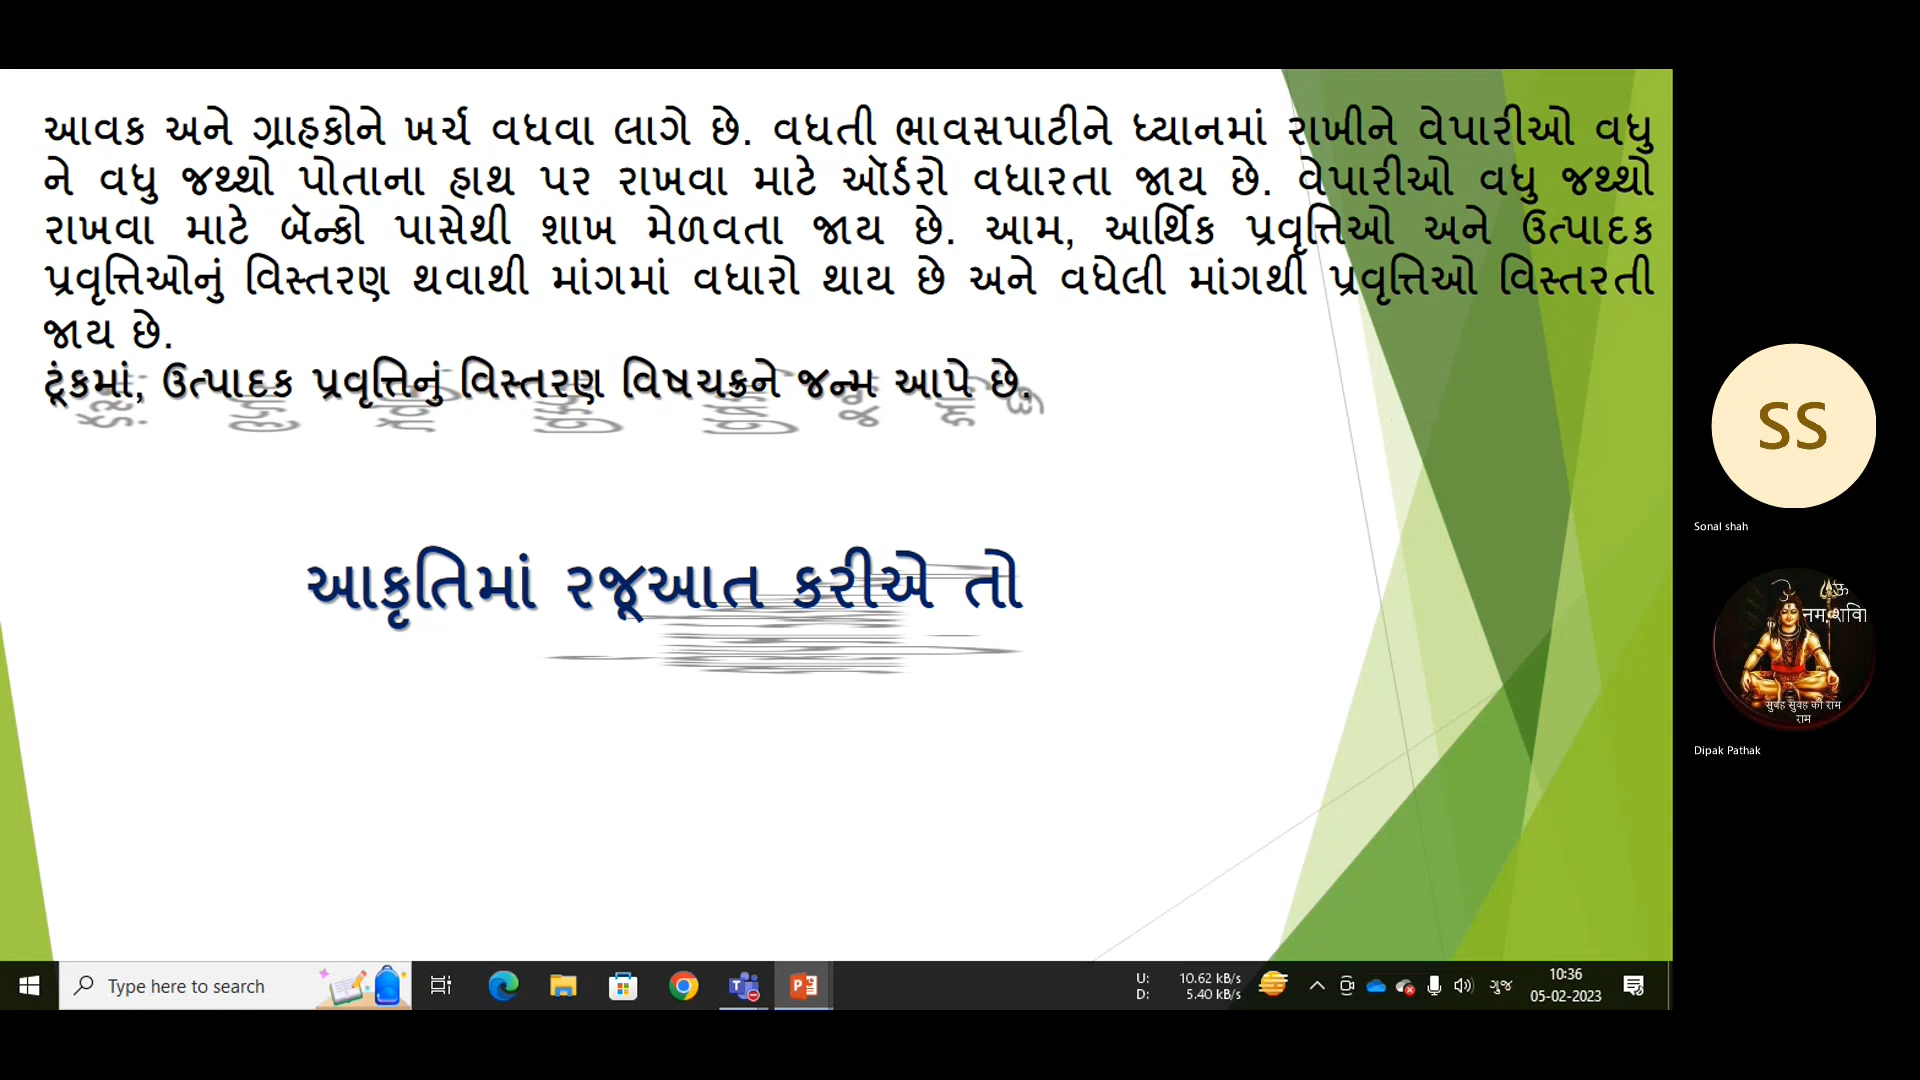 આવક અને ગ્રાહકોને ખર્ચ વધવા લાગે છે. વધતી ભાવસપાટીને ધ્યાનમાં રાખીને વેપારીઓ વધુ
ને વધુ જથ્થો પોતાના હાથ પર રાખવા માટે ઑર્ડરો વધારતા જાય છે. વેપારીઓ વધુ જથ્થો
રાખવા માટે બૅન્કો પાસેથી શાખ મેળવતા જાય છે. આમ, આર્થિક પ્રવૃત્તિઓ અને ઉત્પાદક
પ્રવૃત્તિઓનું વિસ્તરણ થવાથી માંગમાં વધારો થાય છે અને વધેલી માંગથી પ્રવૃત્તિઓ વિસ્તરતી
જાય છે.
ટૂંકમાં, ઉત્પાદક પ્રવૃત્તિનું વિસ્તરણ વિષચક્રને જન્મ આપે છે.
આકૃતિમાં રજૂઆત કરીએ તો
SS
Sonal shah
ॐ
नम: शिवा
सुबह सुबह की राम
राम
Dipak Pathak
Type here to search
U: 10.62 kB/s
D: 5.40 kB/s
ગુજ
10:36
05-02-2023